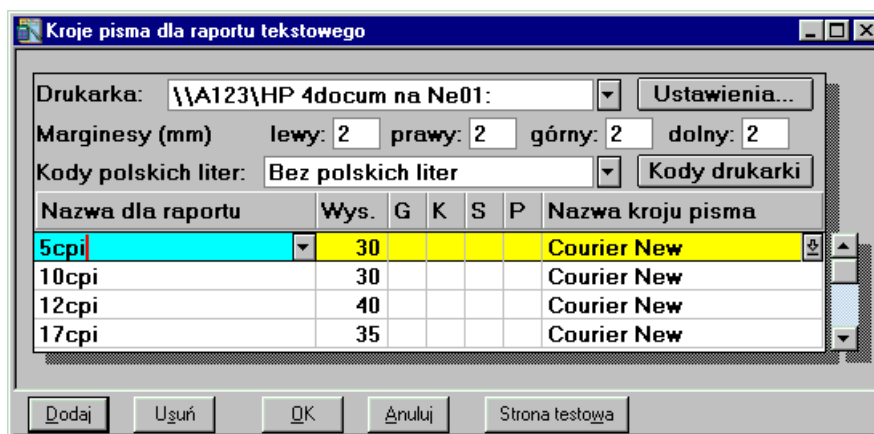 Kroje pisma dla raportu tekstowego
Drukarka: \\A123\HP 4docum na Ne01: Ustawienia...
Marginesy (mm) lewy: 2 prawy: 2 górny: 2 dolny: 2
Kody polskich liter: Bez polskich liter Kody drukarki
Nazwa dla raportu Wys. G K S P Nazwa kroju pisma
5cpi 30 Courier New
10cpi 30 Courier New
12cpi 40 Courier New
17cpi 35 Courier New
Dodaj Usuń OK Anuluj Strona testowa